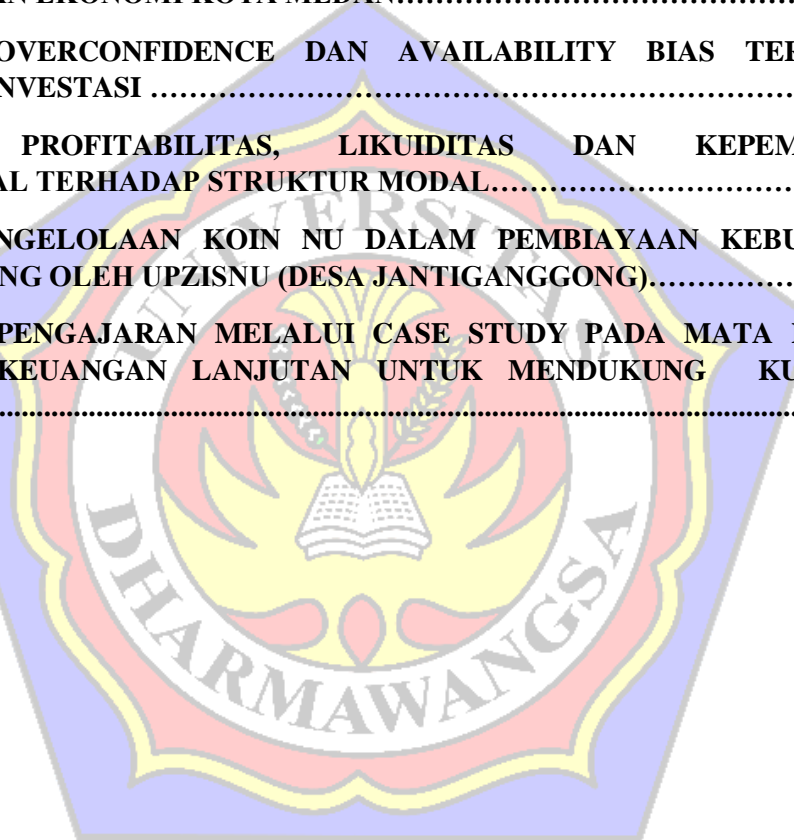 AN EKONOMI KOTA MEDAN………………………………………
OVERCONFIDENCE DAN AVAILABILITY BIAS TER
NVESTASI ……………………………………………………………
PROFITABILITAS, LIKUIDITAS DAN KEPEM
AL TERHADAP STRUKTUR MODAL……………………………
NGELOLAAN KOIN NU DALAM PEMBIAYAAN KEBU
NG OLEH UPZISNU (DESA JANTIGANGGONG)………………
PENGAJARAN MELALUI CASE STUDY PADA MATA
KEUANGAN LANJUTAN UNTUK MENDUKUNG KU
................................................................................
UNIVERSITAS
DHARMAWANGSA